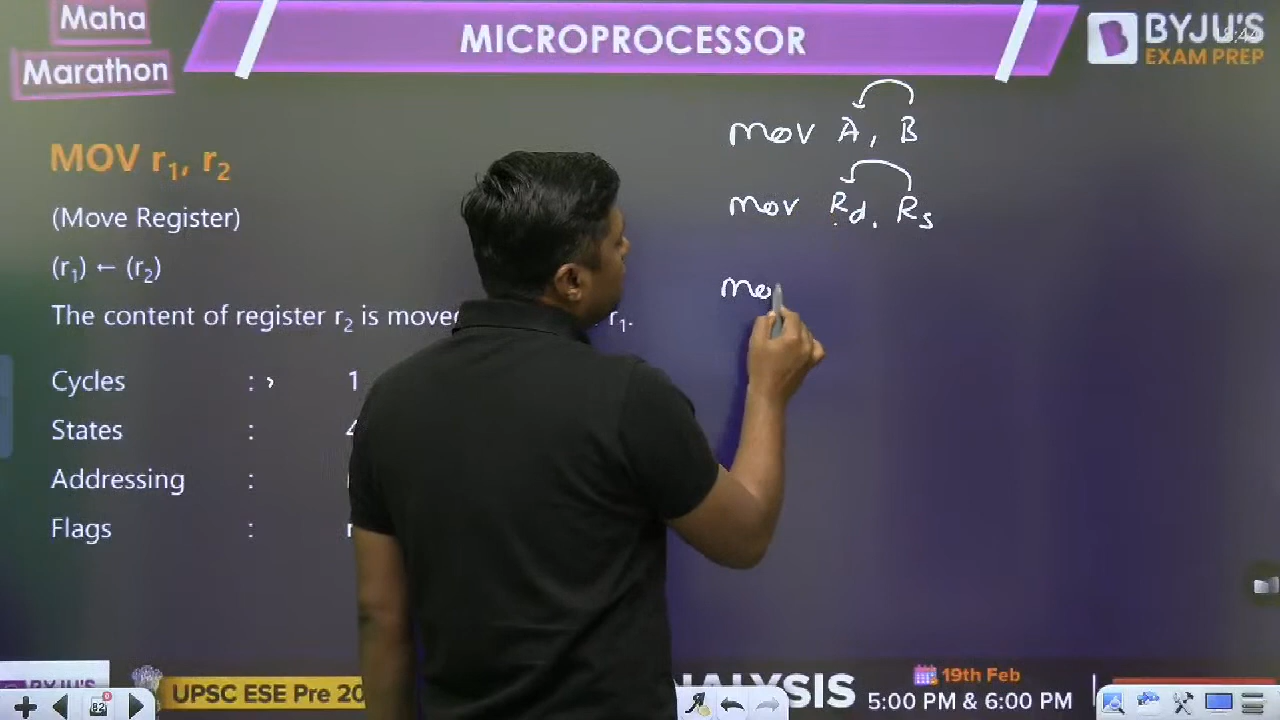 Maha
Marathon
MICROPROCESSOR
BYJU'S
EXAM PREP
MOV r₁, r₂
(Move Register)
(r₁) ← (r₂)
The content of register r₂ is r₁.
Cycles : 1
States :
Addressing :
Flags :
mov A, B
mov Rd, Rs
UPSC ESE Pre
19th Feb
5:00 PM & 6:00 PM